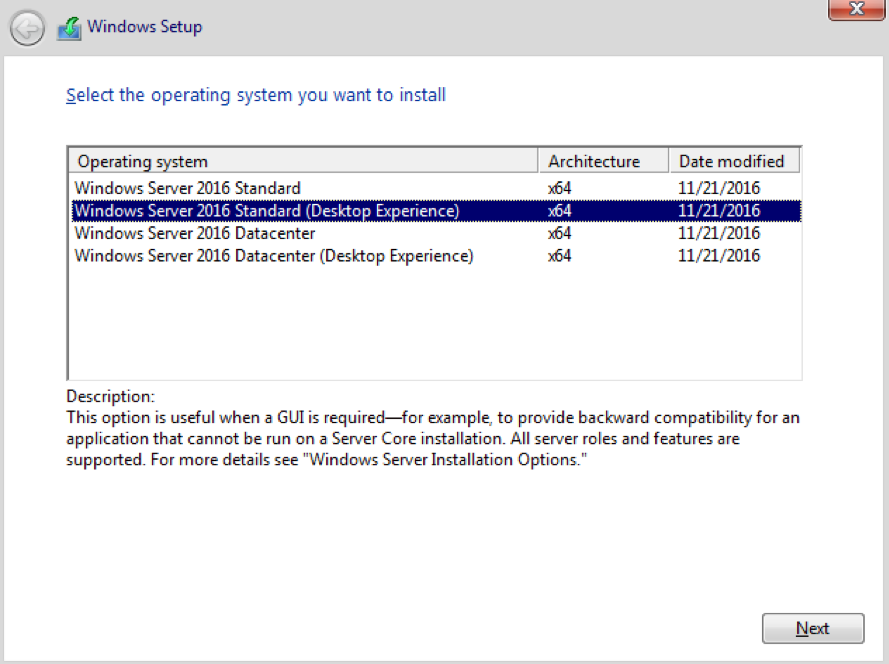 Windows Setup
Select the operating system you want to install
Operating system Architecture Date modified
Windows Server 2016 Standard x64 11/21/2016
Windows Server 2016 Standard (Desktop Experience) x64 11/21/2016
Windows Server 2016 Datacenter x64 11/21/2016
Windows Server 2016 Datacenter (Desktop Experience) x64 11/21/2016
Description:
This option is useful when a GUI is required—for example, to provide backward compatibility for an
application that cannot be run on a Server Core installation. All server roles and features are
supported. For more details see "Windows Server Installation Options."
Next